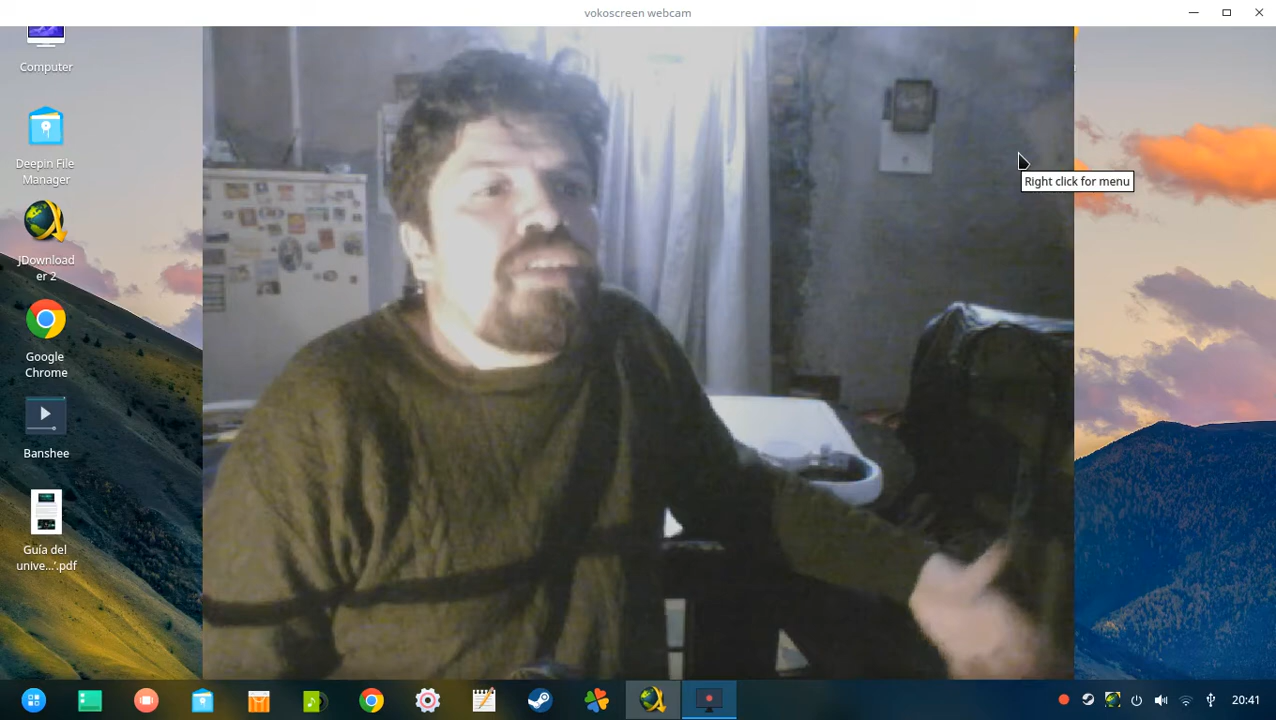 vokoscreen webcam
Computer
Deepin File
Manager
JDownload
er 2
Google
Chrome
Banshee
Guía del
unive...'.pdf
Right click for menu
20:41